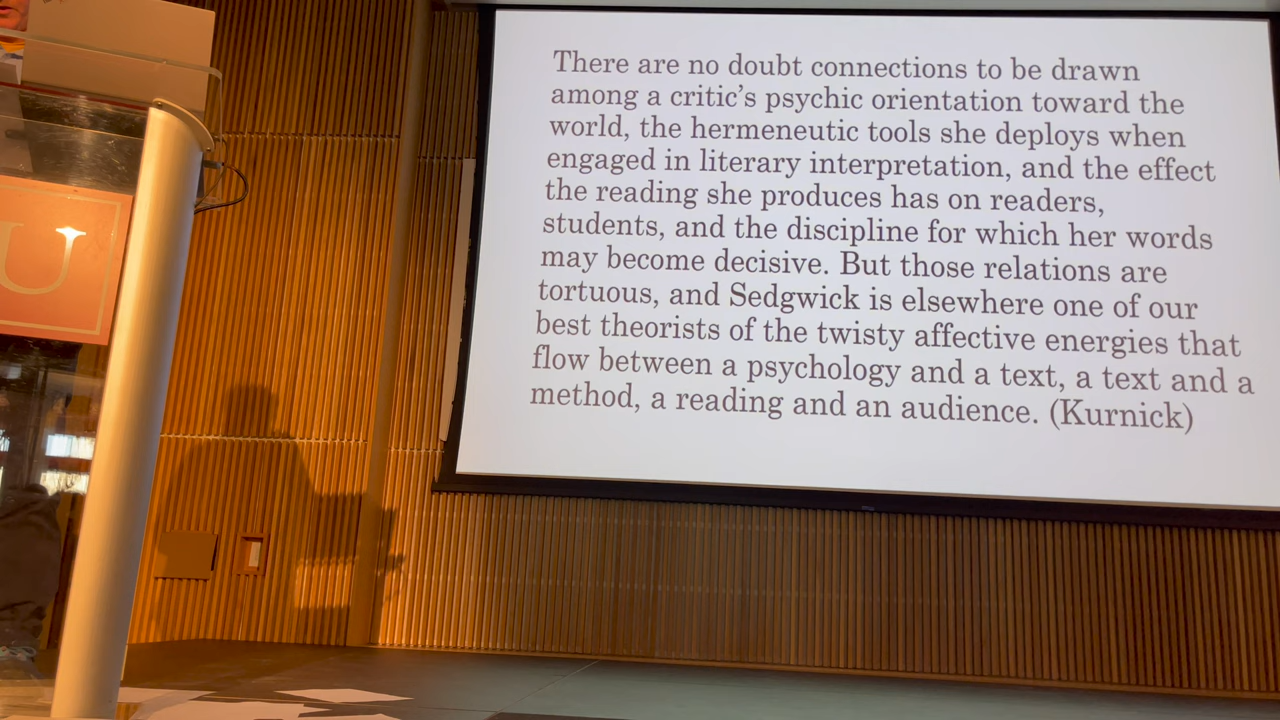 There are no doubt connections to be drawn
among a critic’s psychic orientation toward the
world, the hermeneutic tools she deploys when
engaged in literary interpretation, and the effect
the reading she produces has on readers,
students, and the discipline for which her words
may become decisive. But those relations are
tortuous, and Sedgwick is elsewhere one of our
best theorists of the twisty affective energies that
flow between a psychology and a text, a text and a
method, a reading and an audience. (Kurnick)
U